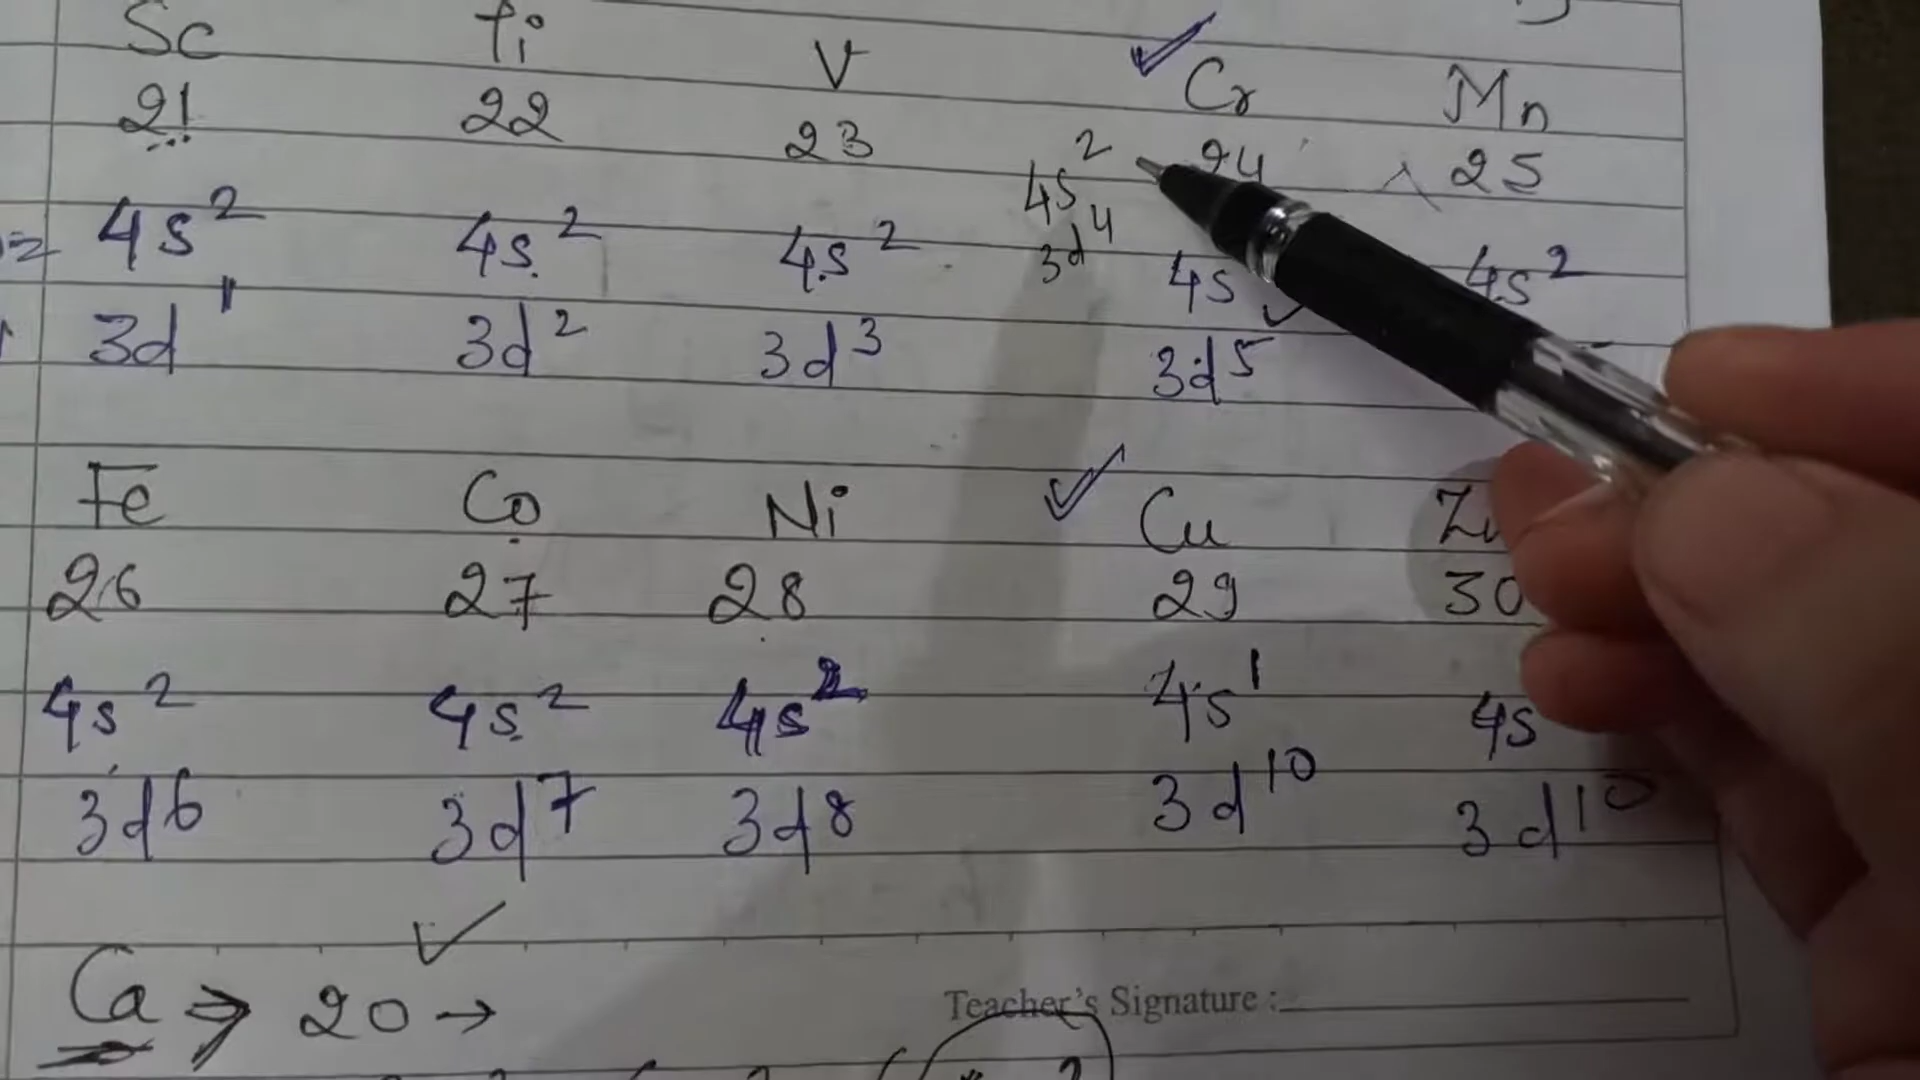 Sc Ti V Cr Mn
21 22 23 24 25
4s² 4s² 4s² 4s² 4s 4s²
3d¹ 3d² 3d³ 3d⁴ 3d⁵
Fe Co Ni Cu
26 27 28 29 30
4s² 4s² 4s² 4s¹ 4s
3d6 3d⁷ 3d8 3d¹⁰ 3d¹⁰
Ca ⇒ 20 →
Teacher's Signature :